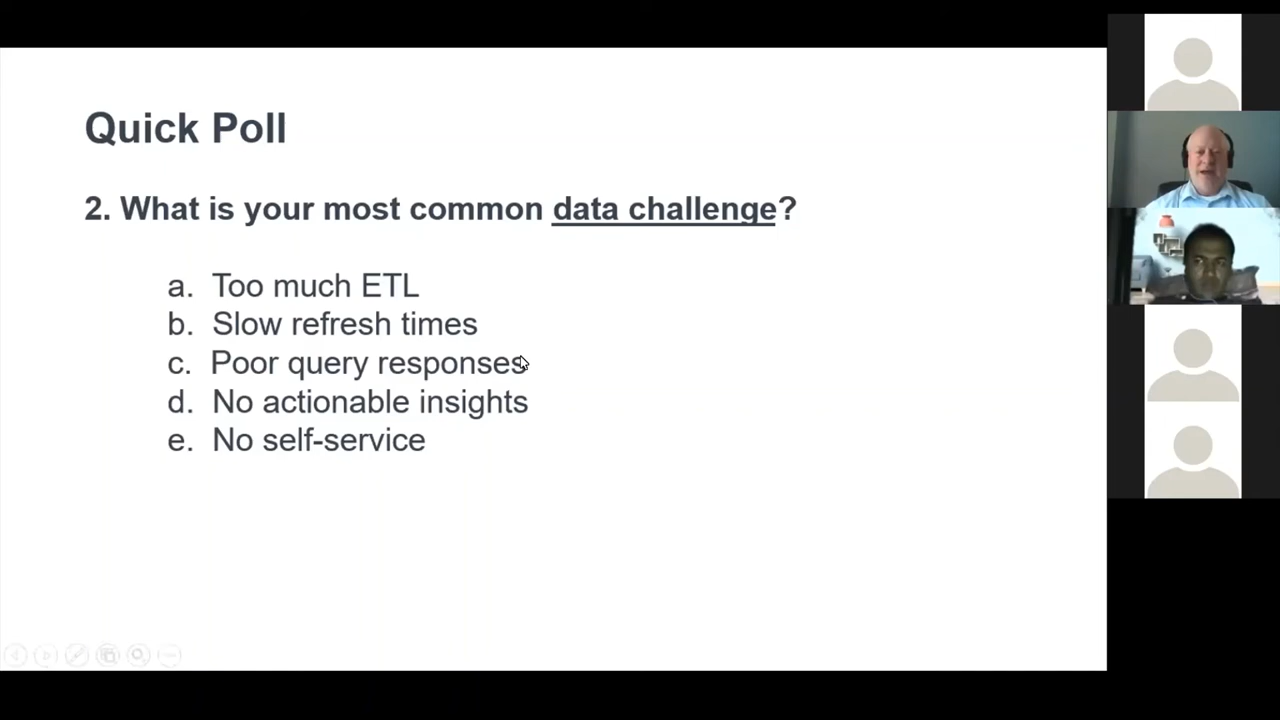 Quick Poll
2. What is your most common data challenge?
a. Too much ETL
b. Slow refresh times
c. Poor query responses
d. No actionable insights
e. No self-service